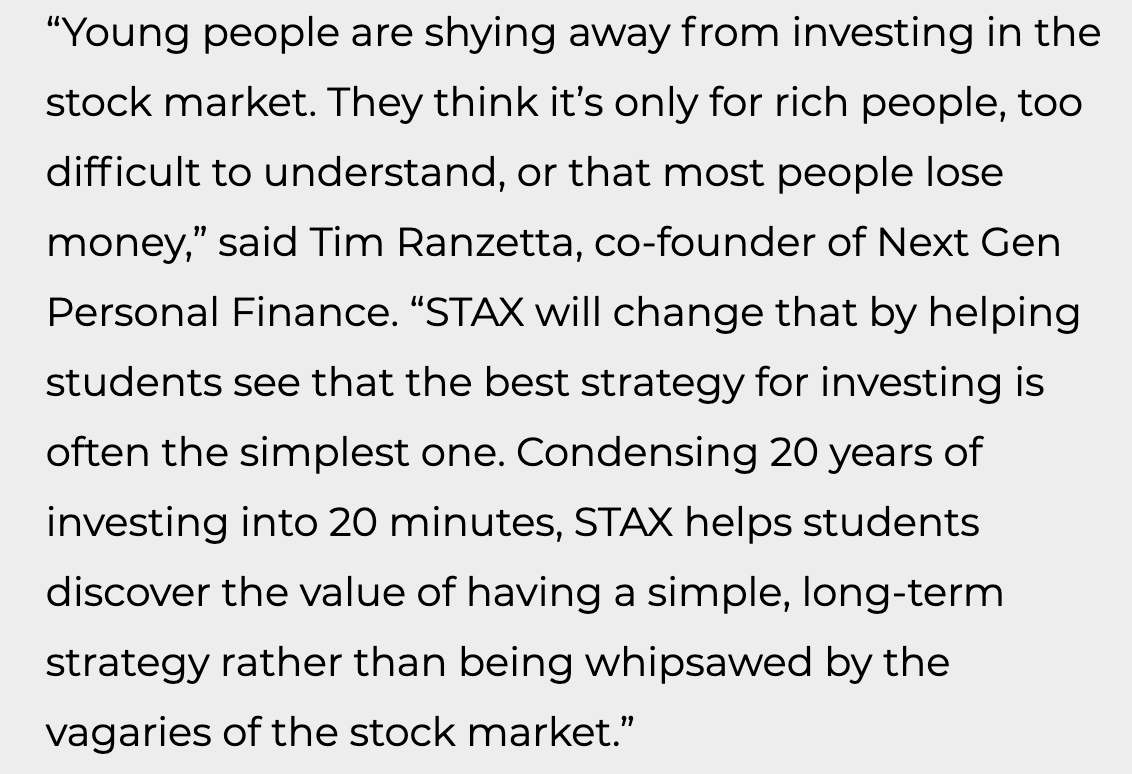 “Young people are shying away from investing in the
stock market. They think it’s only for rich people, too
difficult to understand, or that most people lose
money,” said Tim Ranzetta, co-founder of Next Gen
Personal Finance. “STAX will change that by helping
students see that the best strategy for investing is
often the simplest one. Condensing 20 years of
investing into 20 minutes, STAX helps students
discover the value of having a simple, long-term
strategy rather than being whipsawed by the
vagaries of the stock market.”